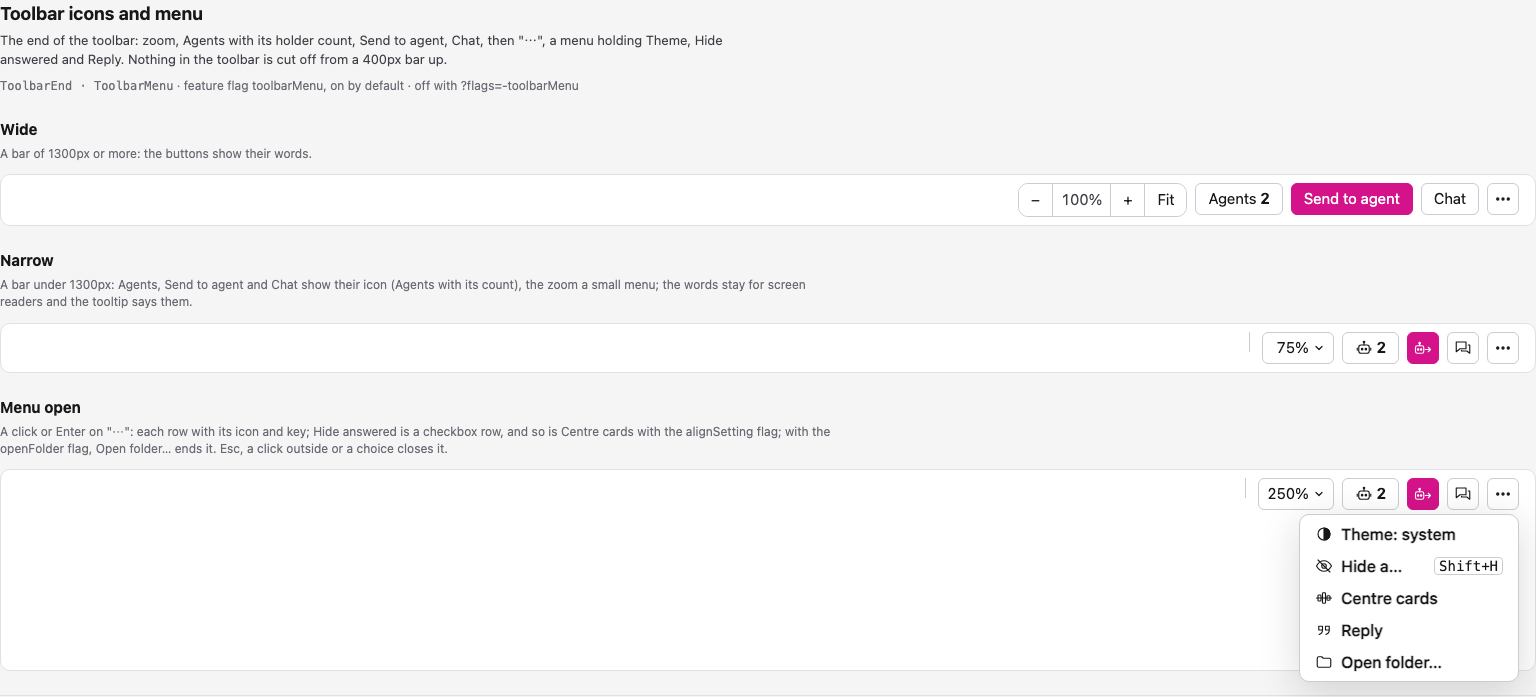 Toolbar icons and menu
The end of the toolbar: zoom, Agents with its holder count, Send to agent, Chat, then "···", a menu holding Theme, Hide
answered and Reply. Nothing in the toolbar is cut off from a 400px bar up.
ToolbarEnd · ToolbarMenu · feature flag toolbarMenu, on by default · off with ?flags=-toolbarMenu
Wide
A bar of 1300px or more: the buttons show their words.
− 100% + Fit Agents 2 Send to agent Chat ···
Narrow
A bar under 1300px: Agents, Send to agent and Chat show their icon (Agents with its count), the zoom a small menu; the words stay for screen
readers and the tooltip says them.
75% 2 ···
Menu open
A click or Enter on "···": each row with its icon and key; Hide answered is a checkbox row, and so is Centre cards with the alignSetting flag; with the
openFolder flag, Open folder… ends it. Esc, a click outside or a choice closes it.
250% 2 ···
Theme: system
Hide a… Shift+H
Centre cards
Reply
Open folder…